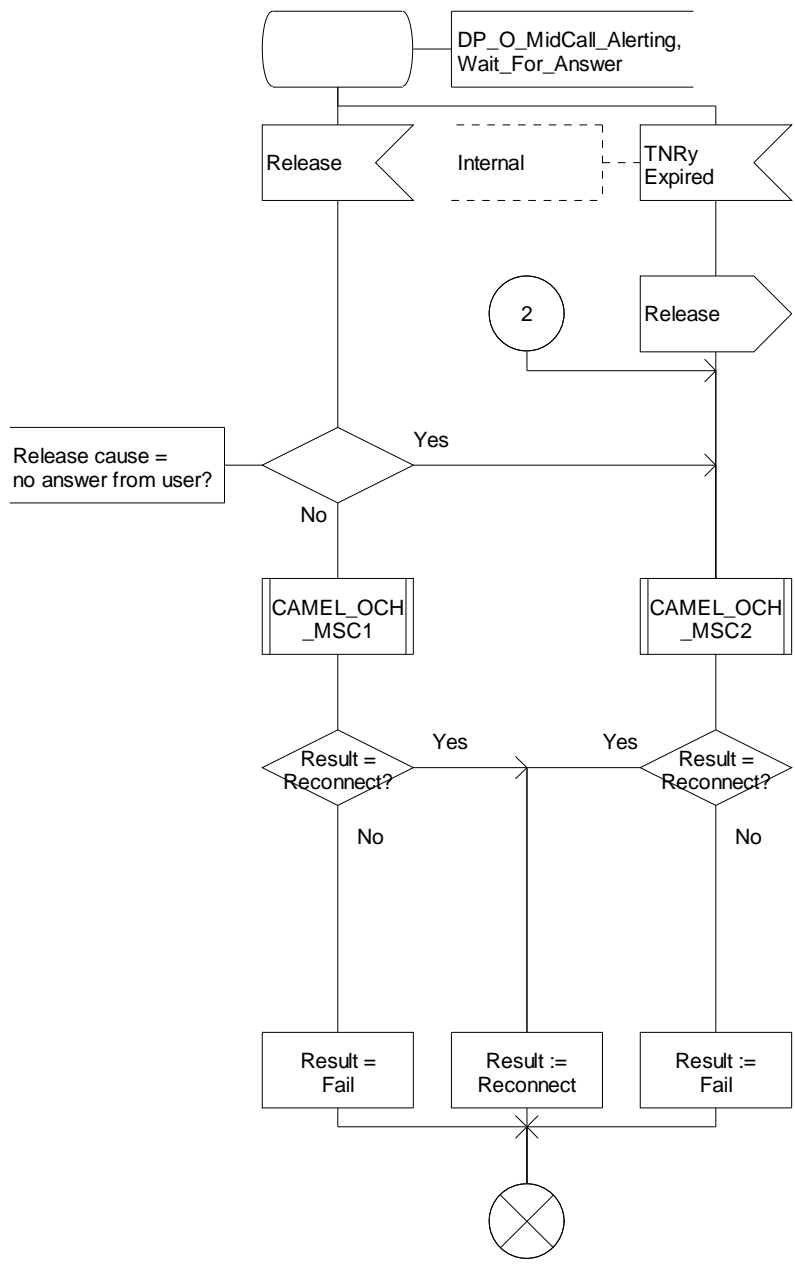 DP_O_MidCall_Alerting,
Wait_For_Answer
Release
Internal
TNRy
Expired
2
Release
Release cause =
no answer from user?
Yes
No
CAMEL_OCH
_MSC1
CAMEL_OCH
_MSC2
Result =
Reconnect?
Yes
Yes
Result =
Reconnect?
No
No
Result =
Fail
Result :=
Reconnect
Result :=
Fail